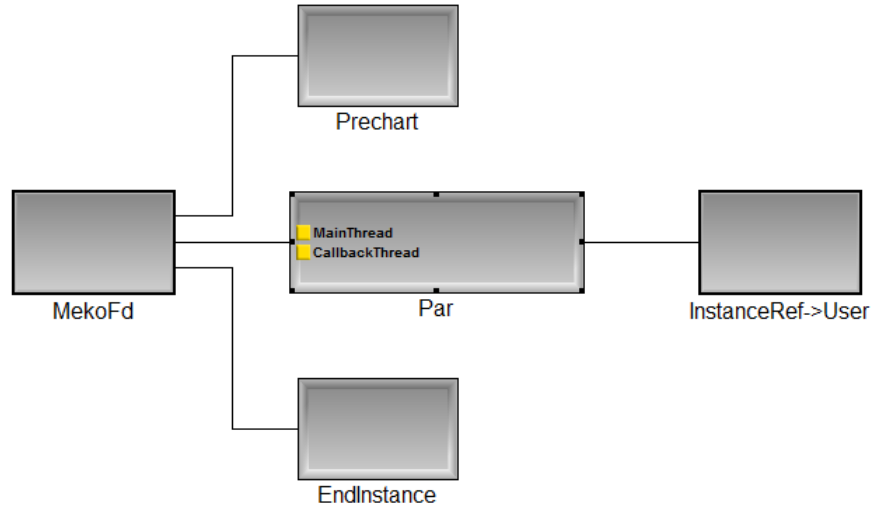 Prechart
MainThread
CallbackThread
MekoFd
Par
InstanceRef->User
EndInstance